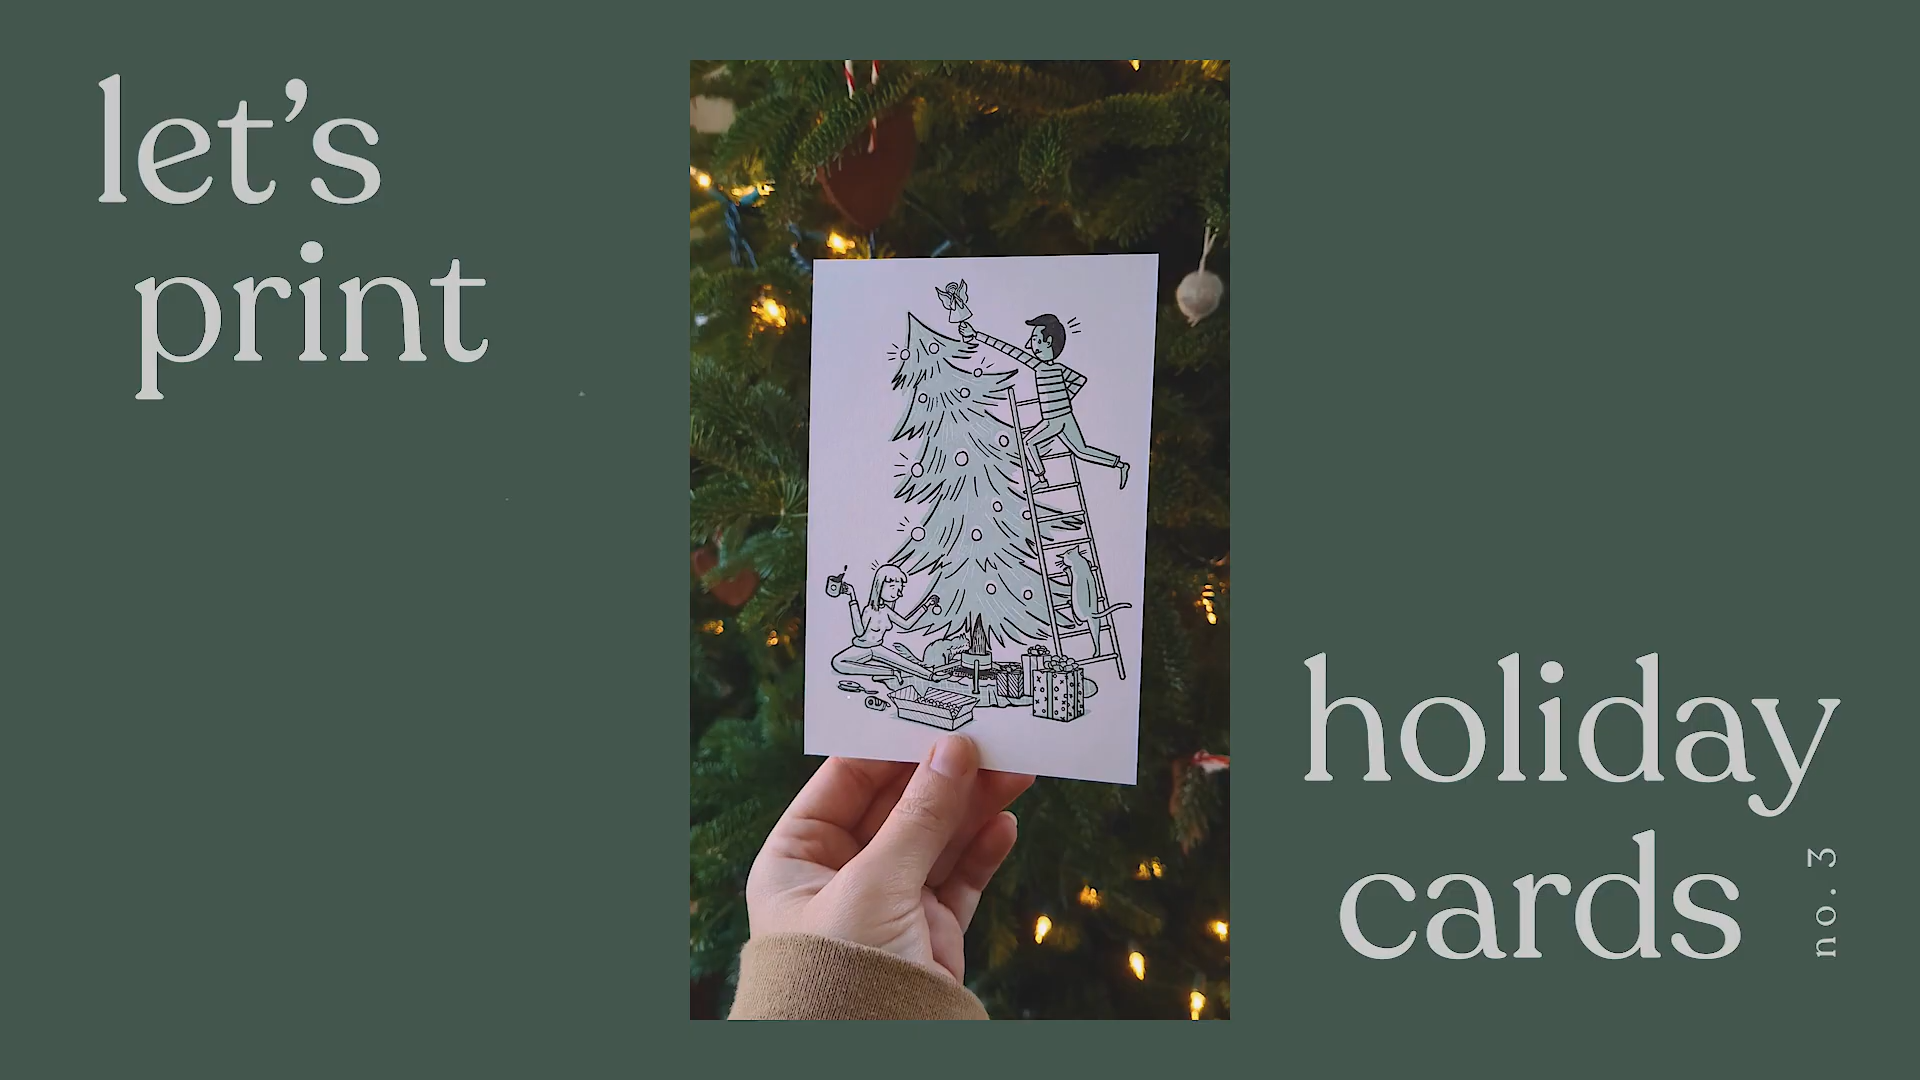 let’s
print
holiday
cards
no. 3